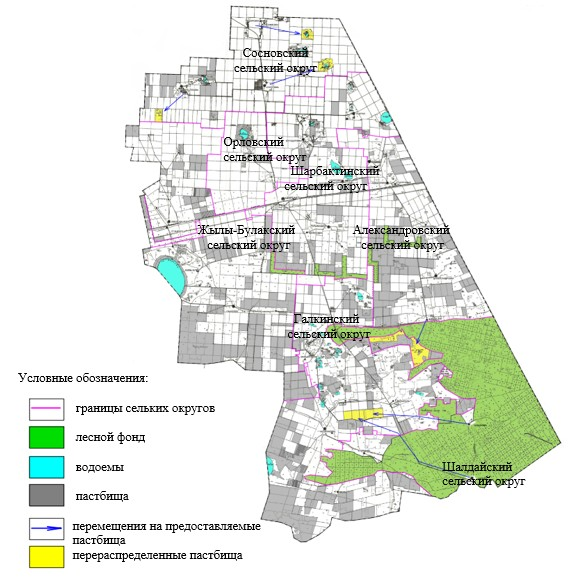 Сосновский
сельский округ
Орловский
сельский округ
Шарбактинский
сельский округ
Жылы-Булакский
сельский округ
Александровский
сельский округ
Галкинский
сельский округ
Шалдайский
сельский округ
Условные обозначения:
границы сельких округов
лесной фонд
водоемы
пастбища
перемещения на предоставляемые
пастбища
перераспределенные пастбища